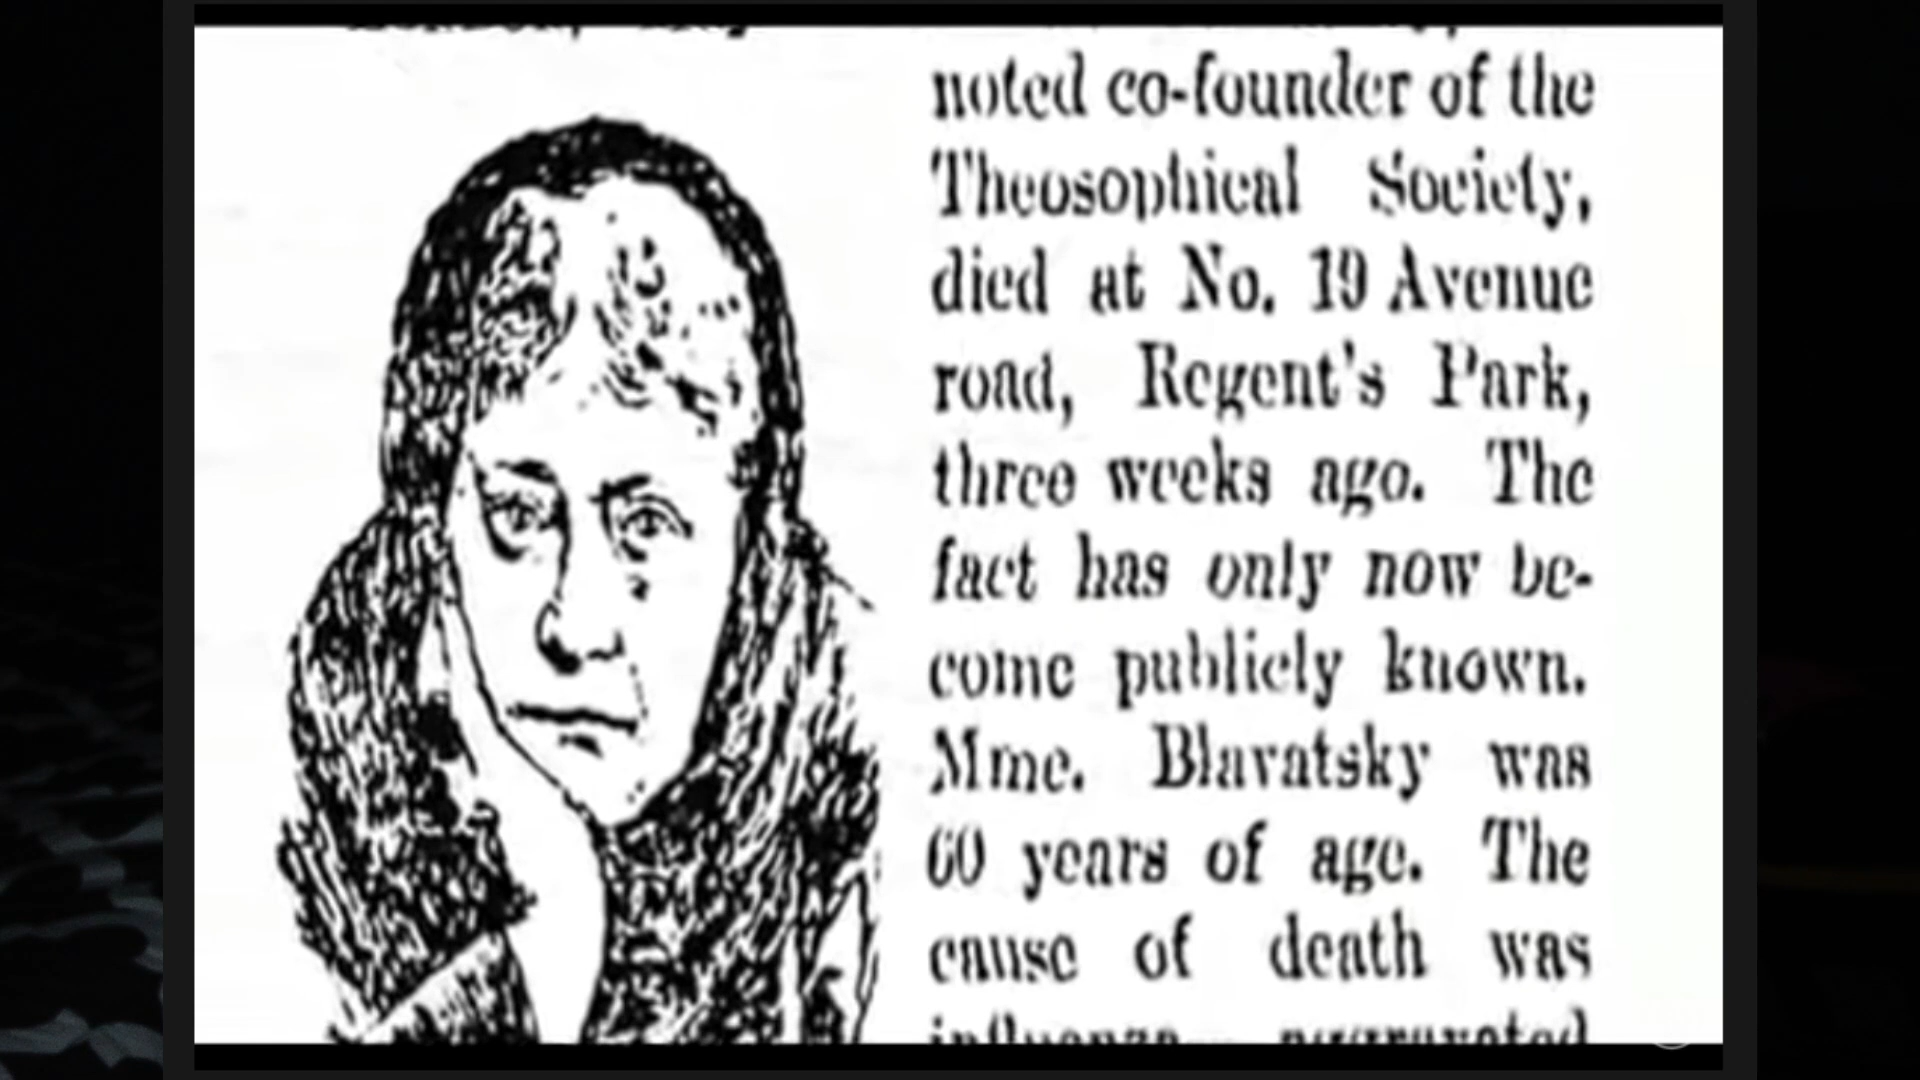 noted co-founder of the
Theosophical Society,
died at No. 19 Avenue
road, Regent's Park,
three weeks ago. The
fact has only now be-
come publicly known.
Mme. Blavatsky was
60 years of age. The
cause of death was
influenza aggravated